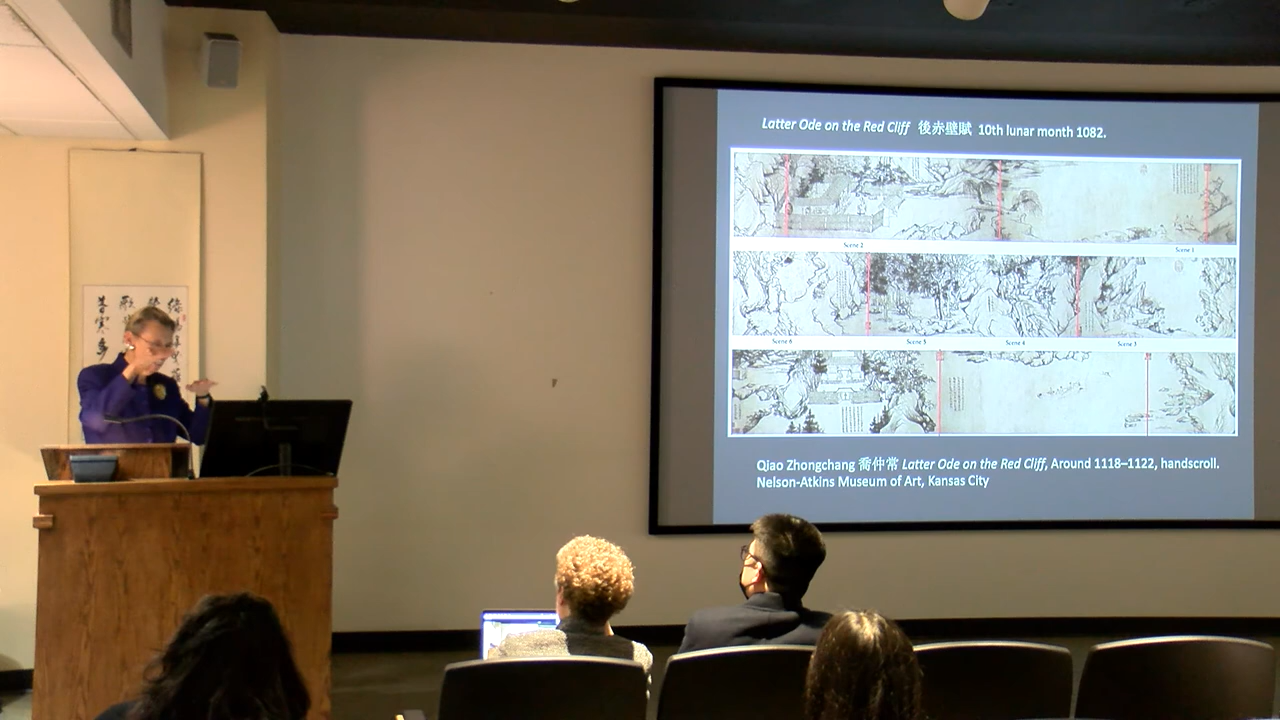 Latter Ode on the Red Cliff 後赤壁賦 10th lunar month 1082.
Scene 2
Scene 1
Scene 6
Scene 5
Scene 4
Scene 3
Qiao Zhongchang 喬仲常 Latter Ode on the Red Cliff, Around 1118–1122, handscroll.
Nelson-Atkins Museum of Art, Kansas City